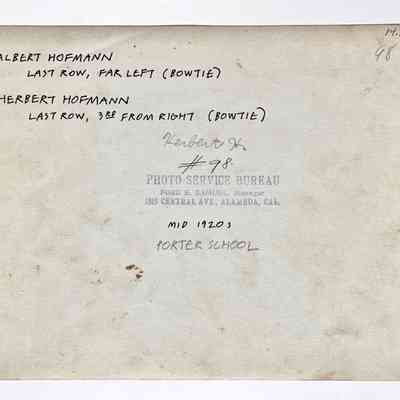 M.
48
ALBERT HOFMANN
LAST ROW, FAR LEFT (BOWTIE)
HERBERT HOFMANN
LAST ROW, 3RD FROM RIGHT (BOWTIE)
Herbert H.
#98
PHOTO SERVICE BUREAU
CENTRAL AVE., ALAMEDA, CAL.
MID 1920s
PORTER SCHOOL